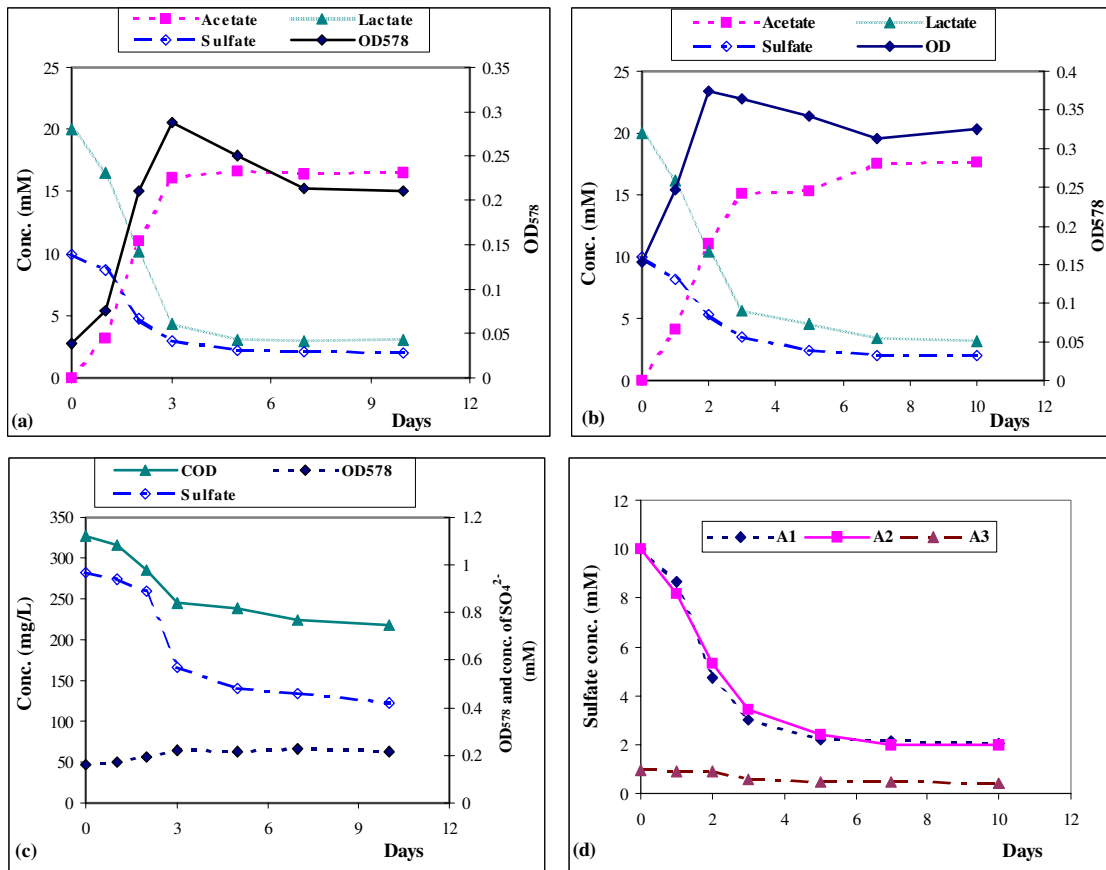 Acetate Lactate
Sulfate OD578
25
20
15
10
5
0
Conc. (mM)
0.35
0.3
0.25
0.2
0.15
0.1
0.05
0
OD578
0 3 6 9 12
Days
(a)
Acetate Lactate
Sulfate OD
25
20
15
10
5
0
Conc. (mM)
0.4
0.35
0.3
0.25
0.2
0.15
0.1
0.05
0
OD578
0 2 4 6 8 10 12
Days
(b)
COD OD578
Sulfate
350
300
250
200
150
100
50
0
Conc. (mg/L)
1.2
1
0.8
0.6
0.4
0.2
0
OD578 and conc. of SO4²⁻
(mM)
0 3 6 9 12
Days
(c)
A1 A2 A3
12
10
8
6
4
2
0
Sulfate conc. (mM)
0 2 4 6 8 10 12
Days
(d)